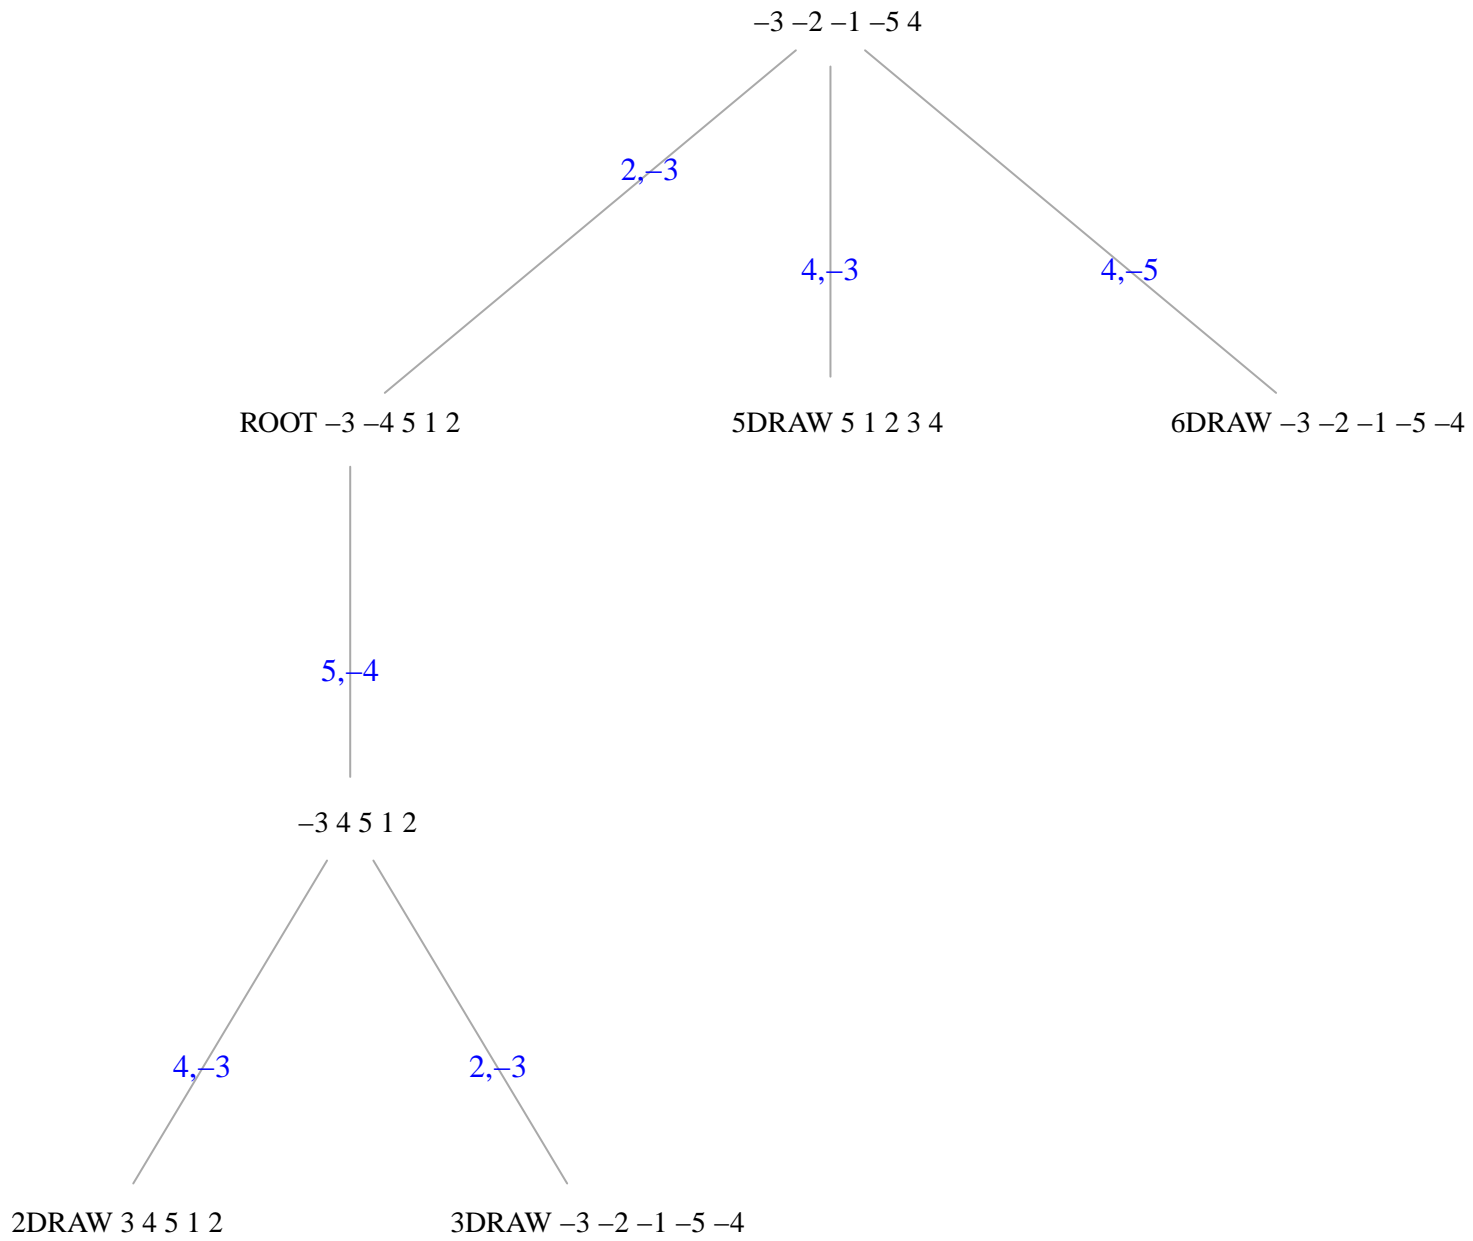 –3 –2 –1 –5 4
2,–3
4,–3
4,–5
ROOT –3 –4 5 1 2
5DRAW 5 1 2 3 4
6DRAW –3 –2 –1 –5 –4
5,–4
–3 4 5 1 2
4,–3
2,–3
2DRAW 3 4 5 1 2
3DRAW –3 –2 –1 –5 –4